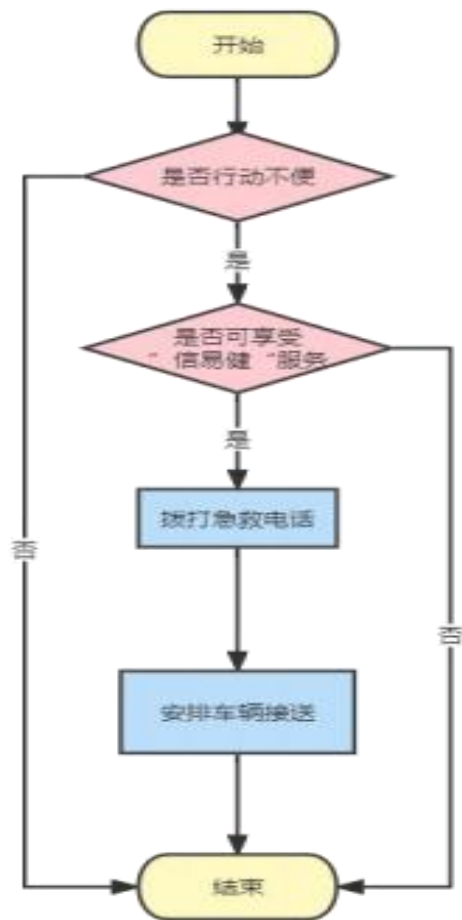 开始
是否行动不便
是
是否可享受
“信易健“服务
是
拨打急救电话
否
否
安排车辆接送
结束